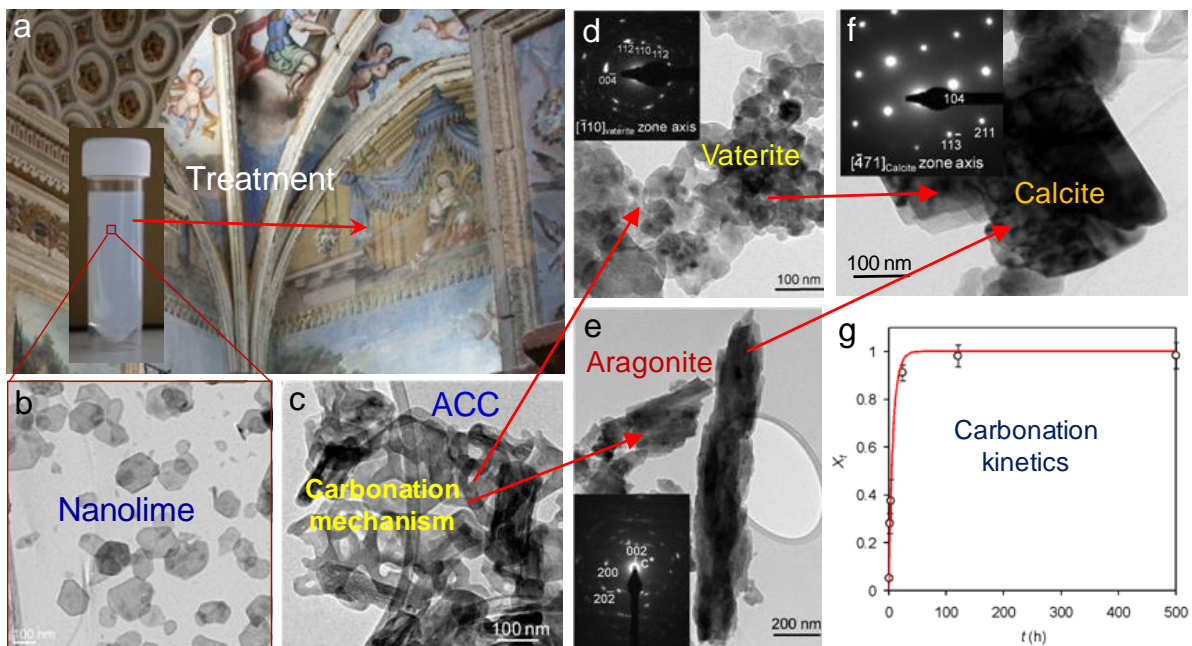 a
Treatment
b
Nanolime
100 nm
c
ACC
Carbonation
mechanism
100 nm
d
112 110 11̄2
004̄
[1̄10]vaterite zone axis
Vaterite
100 nm
e
Aragonite
002
c*
200
202̄
200 nm
f
104
211
113̄
[4̄71]Calcite zone axis
Calcite
100 nm
g
1
0.8
0.6
0.4
0.2
0
Xt
Carbonation
kinetics
0 100 200 300 400 500
t (h)